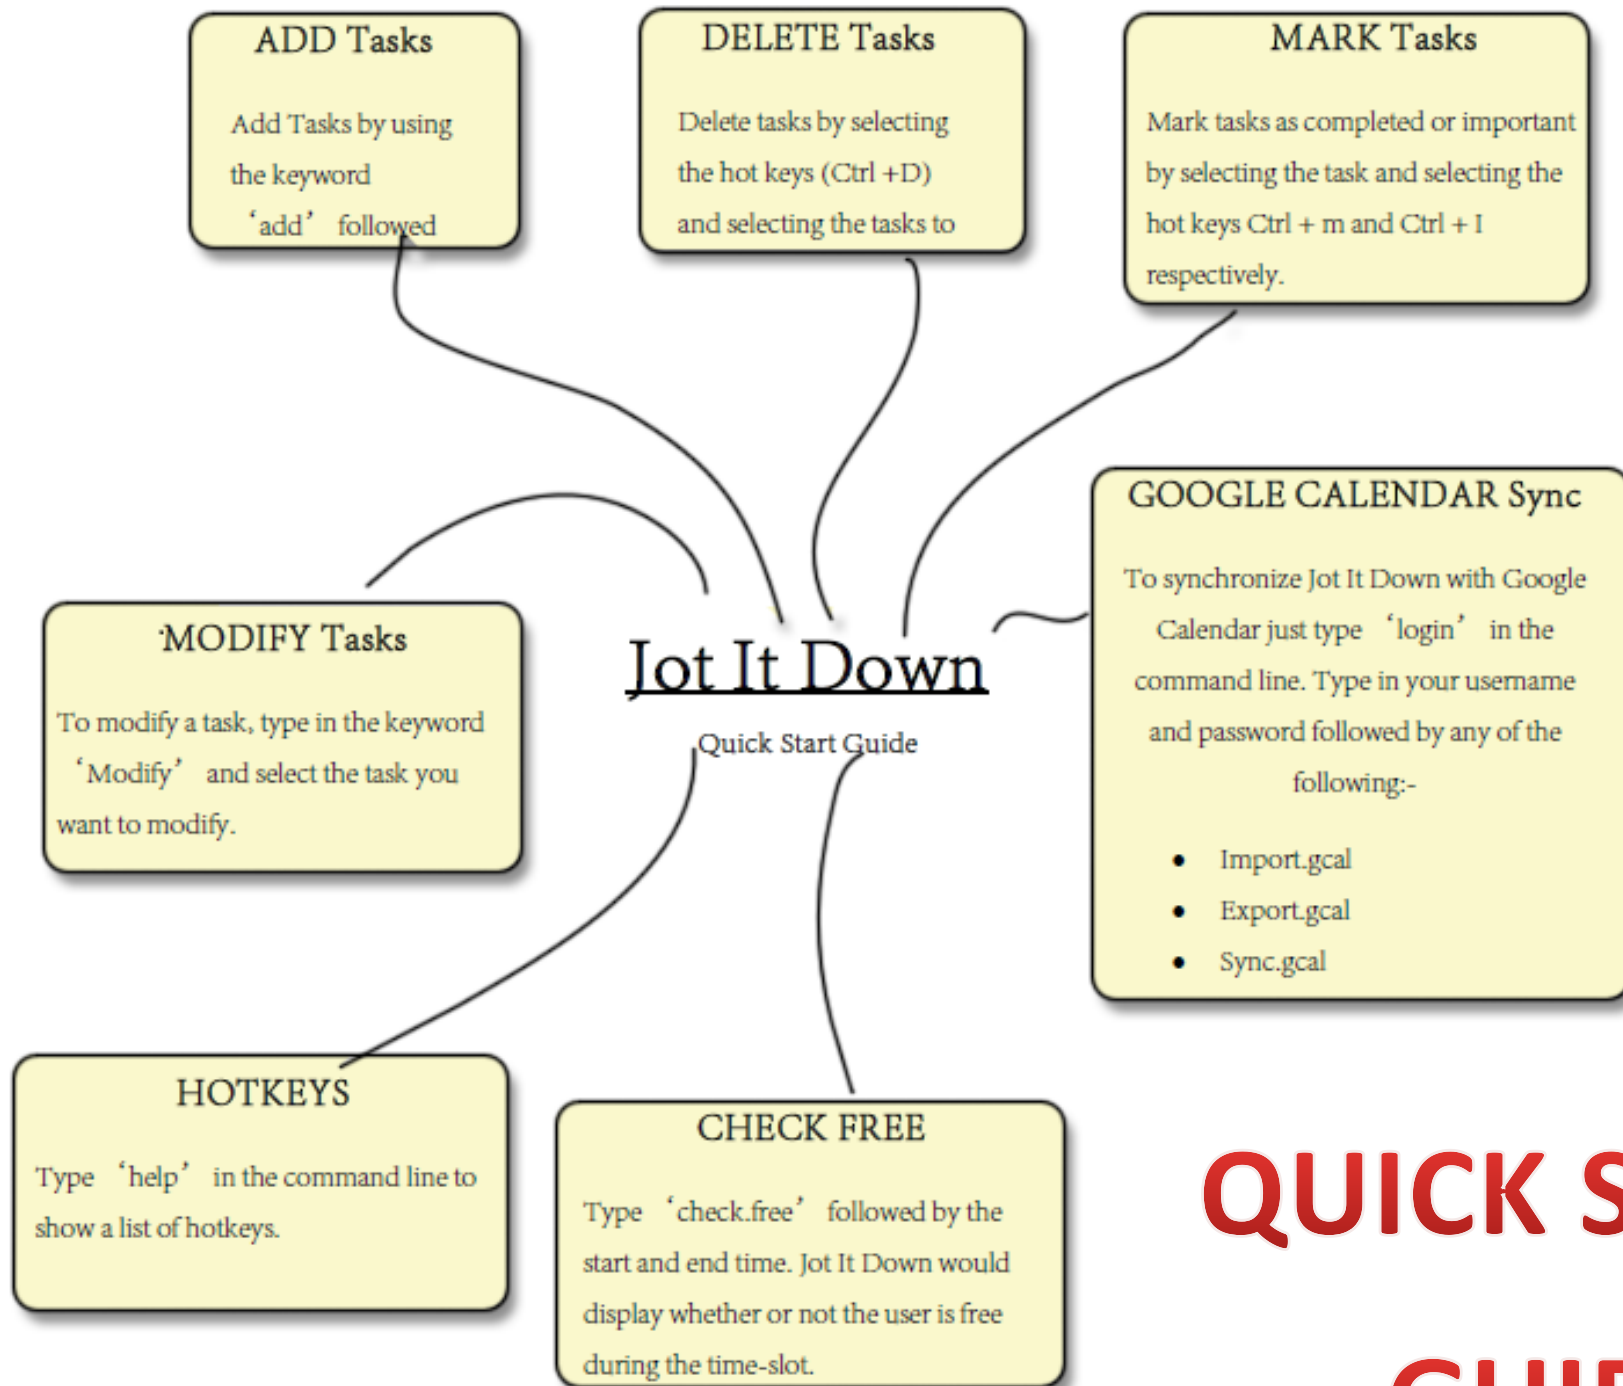 ADD Tasks
Add Tasks by using
the keyword
‘add’ followed
DELETE Tasks
Delete tasks by selecting
the hot keys (Ctrl +D)
and selecting the tasks to
MARK Tasks
Mark tasks as completed or important
by selecting the task and selecting the
hot keys Ctrl + m and Ctrl + I
respectively.
GOOGLE CALENDAR Sync
To synchronize Jot It Down with Google
Calendar just type ‘login’ in the
command line. Type in your username
and password followed by any of the
following:-
● Import.gcal
● Export.gcal
● Sync.gcal
MODIFY Tasks
To modify a task, type in the keyword
‘Modify’ and select the task you
want to modify.
Jot It Down
Quick Start Guide
HOTKEYS
Type ‘help’ in the command line to
show a list of hotkeys.
CHECK FREE
Type ‘check.free’ followed by the
start and end time. Jot It Down would
display whether or not the user is free
during the time-slot.
QUICK S